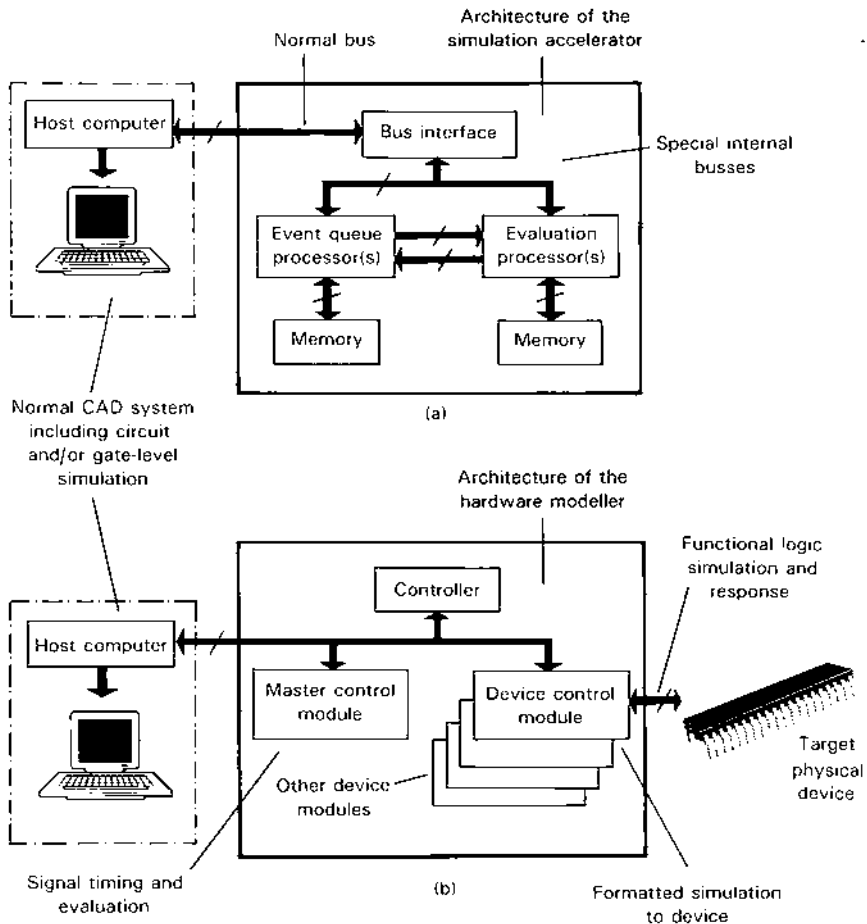 Architecture of the
simulation accelerator
Normal bus
Host computer
Bus interface
Special internal
busses
Event queue
processor(s)
Evaluation
processor(s)
Memory
Memory
(a)
Normal CAD system
including circuit
and/or gate-level
simulation
Architecture of the
hardware modeller
Functional logic
simulation and
response
Controller
Host computer
Master control
module
Device control
module
Other device
modules
Target
physical
device
Signal timing and
evaluation
(b)
Formatted simulation
to device